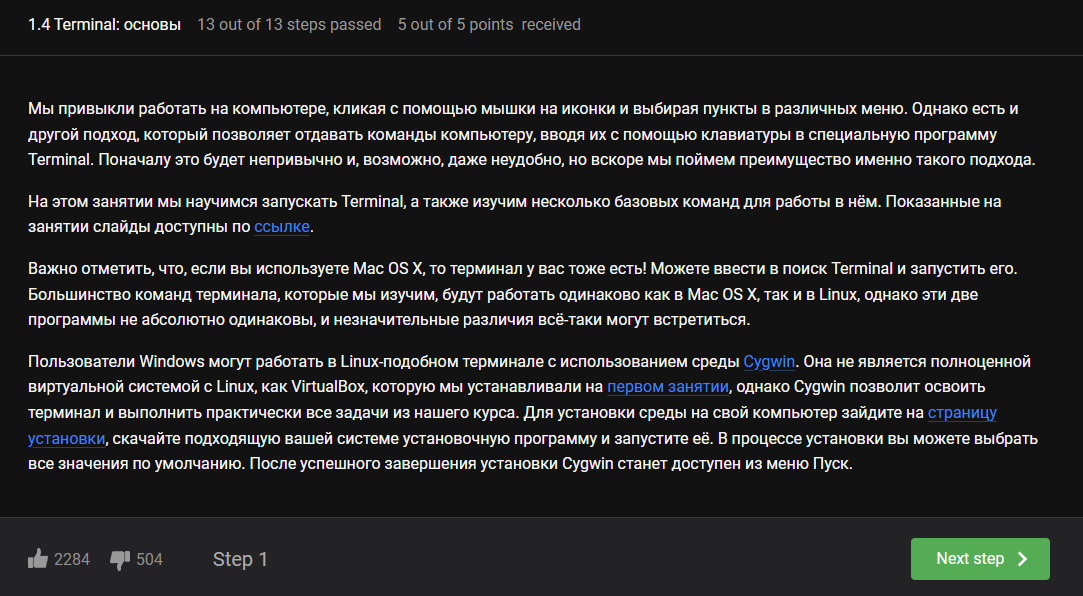 1.4 Terminal: основы 13 out of 13 steps passed 5 out of 5 points received
Мы привыкли работать на компьютере, кликая с помощью мышки на иконки и выбирая пункты в различных меню. Однако есть и
другой подход, который позволяет отдавать команды компьютеру, вводя их с помощью клавиатуры в специальную программу
Terminal. Поначалу это будет непривычно и, возможно, даже неудобно, но вскоре мы поймем преимущество именно такого подхода.
На этом занятии мы научимся запускать Terminal, а также изучим несколько базовых команд для работы в нём. Показанные на
занятии слайды доступны по ссылке.
Важно отметить, что, если вы используете Mac OS X, то терминал у вас тоже есть! Можете ввести в поиск Terminal и запустить его.
Большинство команд терминала, которые мы изучим, будут работать одинаково как в Mac OS X, так и в Linux, однако эти две
программы не абсолютно одинаковы, и незначительные различия всё-таки могут встретиться.
Пользователи Windows могут работать в Linux-подобном терминале с использованием среды Cygwin. Она не является полноценной
виртуальной системой с Linux, как VirtualBox, которую мы устанавливали на первом занятии, однако Cygwin позволит освоить
терминал и выполнить практически все задачи из нашего курса. Для установки среды на свой компьютер зайдите на страницу
установки, скачайте подходящую вашей системе установочную программу и запустите её. В процессе установки вы можете выбрать
все значения по умолчанию. После успешного завершения установки Cygwin станет доступен из меню Пуск.
2284 504 Step 1 Next step